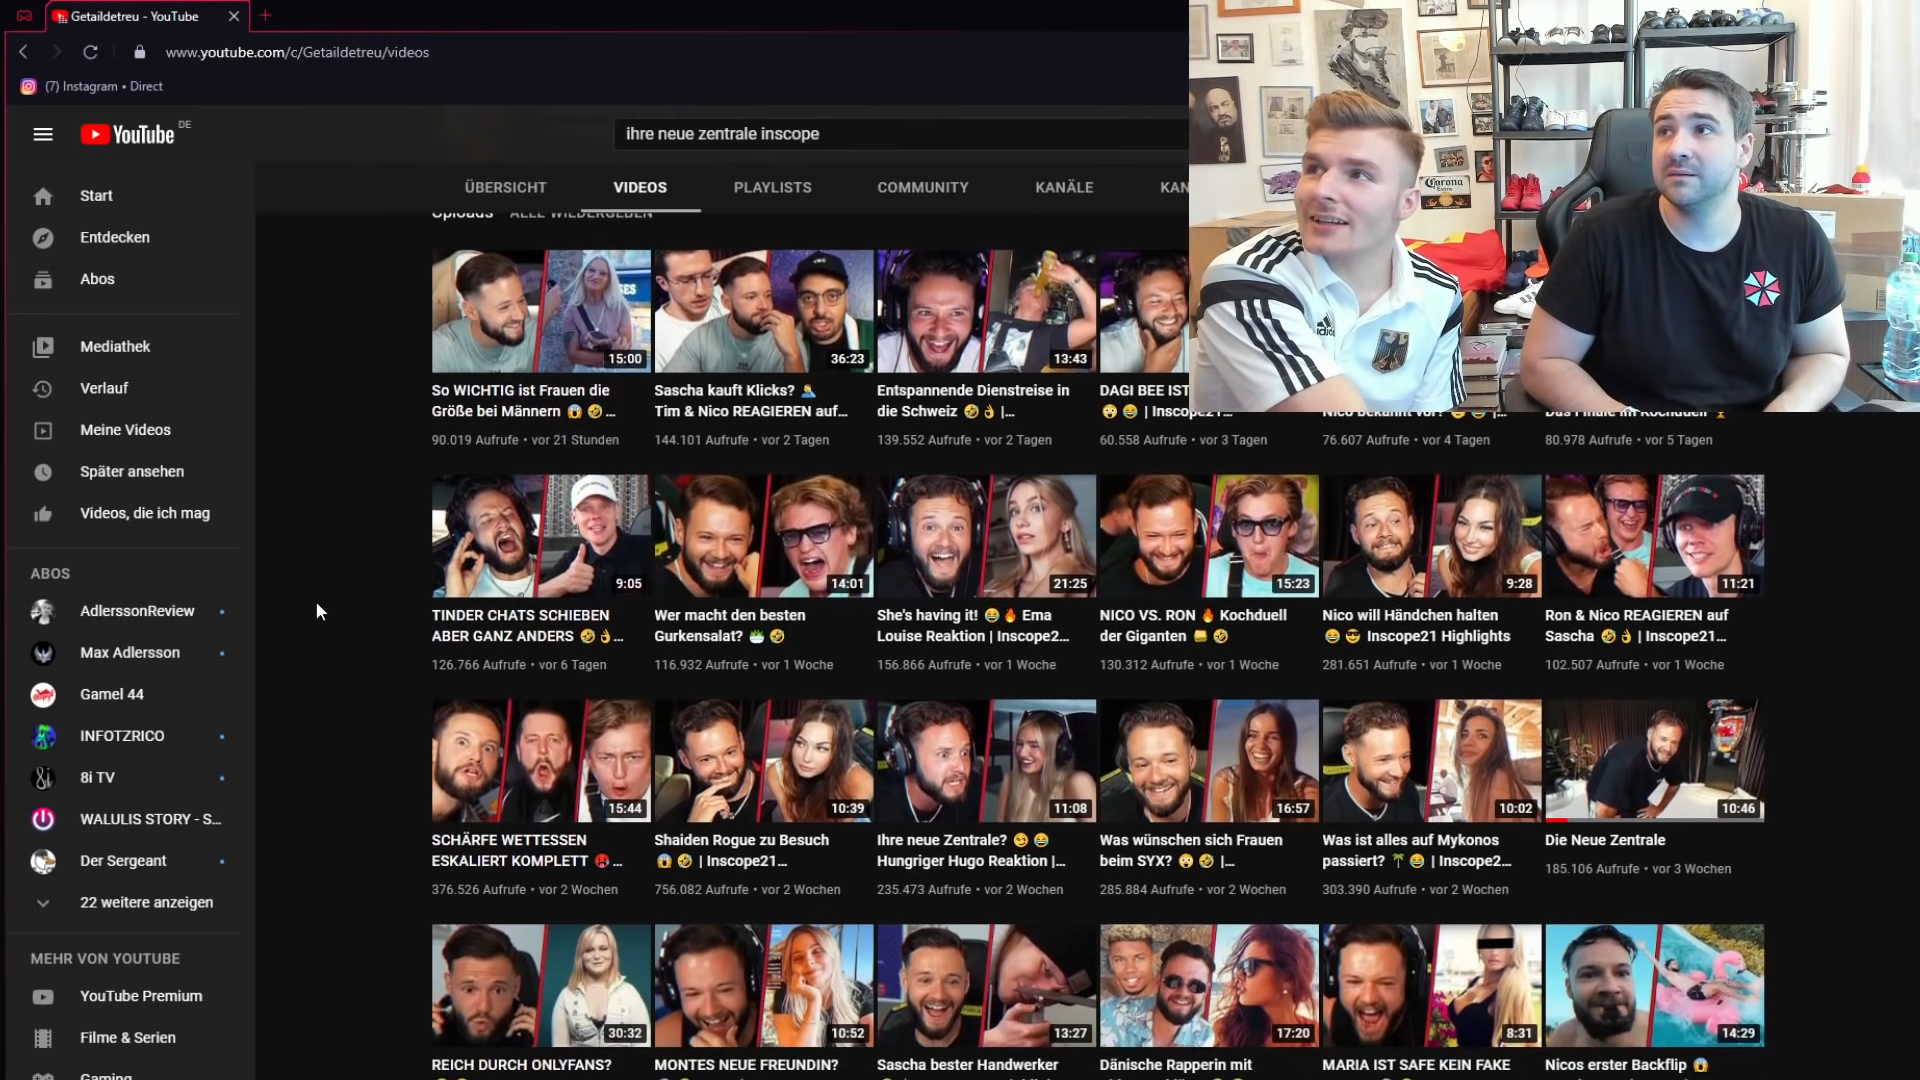 Getaildetreu - YouTube
www.youtube.com/c/Getaildetreu/videos
(7) Instagram • Direct
YouTube DE
ihre neue zentrale inscope
Start
Entdecken
Abos
Mediathek
Verlauf
Meine Videos
Später ansehen
Videos, die ich mag
ABOS
AdlerssonReview
Max Adlersson
Gamel 44
INFOTZRICO
8i TV
WALULIS STORY - S...
Der Sergeant
22 weitere anzeigen
MEHR VON YOUTUBE
YouTube Premium
Filme & Serien
Gaming
ÜBERSICHT
VIDEOS
PLAYLISTS
COMMUNITY
KANÄLE
KAN
Uploads ALLE WIEDERGEBEN
15:00
So WICHTIG ist Frauen die
Größe bei Männern 😱 🤣 ...
90.019 Aufrufe • vor 21 Stunden
36:23
Sascha kauft Klicks? 🤦‍♂️
Tim & Nico REAGIEREN auf...
144.101 Aufrufe • vor 2 Tagen
13:43
Entspannende Dienstreise in
die Schweiz 🤣👌 |...
139.552 Aufrufe • vor 2 Tagen
DAGI BEE IST
😳 😂 | Inscope21...
60.558 Aufrufe • vor 3 Tagen
Nico bekannt vor?
76.607 Aufrufe • vor 4 Tagen
Das Finale im Kochduell
80.978 Aufrufe • vor 5 Tagen
9:05
TINDER CHATS SCHIEBEN
ABER GANZ ANDERS 🤣👌...
126.766 Aufrufe • vor 6 Tagen
14:01
Wer macht den besten
Gurkensalat? 🥗 🤣
116.932 Aufrufe • vor 1 Woche
21:25
She's having it! 😂🔥 Ema
Louise Reaktion | Inscope2...
156.866 Aufrufe • vor 1 Woche
15:23
NICO VS. RON 🔥 Kochduell
der Giganten 🍔 🤣
130.312 Aufrufe • vor 1 Woche
9:28
Nico will Händchen halten
😂 😎 Inscope21 Highlights
281.651 Aufrufe • vor 1 Woche
11:21
Ron & Nico REAGIEREN auf
Sascha 🤣👌 | Inscope21...
102.507 Aufrufe • vor 1 Woche
15:44
SCHÄRFE WETTESSEN
ESKALIERT KOMPLETT 🥵 ...
376.526 Aufrufe • vor 2 Wochen
10:39
Shaiden Rogue zu Besuch
😱 🤣 | Inscope21...
756.082 Aufrufe • vor 2 Wochen
11:08
Ihre neue Zentrale? 😏 😂
Hungriger Hugo Reaktion |...
235.473 Aufrufe • vor 2 Wochen
16:57
Was wünschen sich Frauen
beim SYX? 😳 🤣 |...
285.884 Aufrufe • vor 2 Wochen
10:02
Was ist alles auf Mykonos
passiert? 🌴 😂 | Inscope2...
303.390 Aufrufe • vor 2 Wochen
10:46
Die Neue Zentrale
185.106 Aufrufe • vor 3 Wochen
30:32
REICH DURCH ONLYFANS?
10:52
MONTES NEUE FREUNDIN?
13:27
Sascha bester Handwerker
17:20
Dänische Rapperin mit
8:31
MARIA IST SAFE KEIN FAKE
14:29
Nicos erster Backflip 😱
Corona
adidas